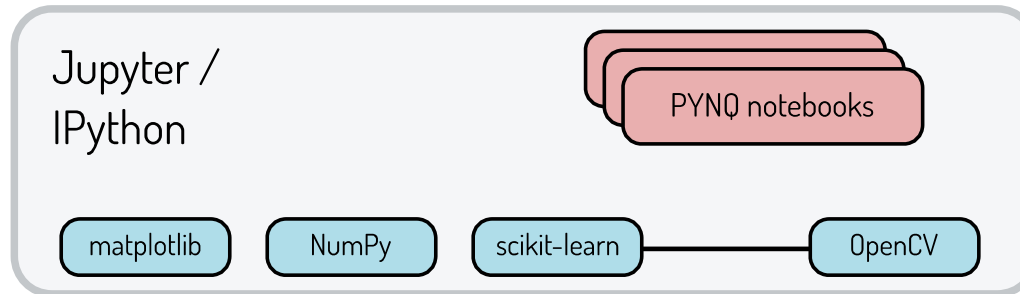 Jupyter /
IPython
PYNQ notebooks
matplotlib
NumPy
scikit-learn
OpenCV